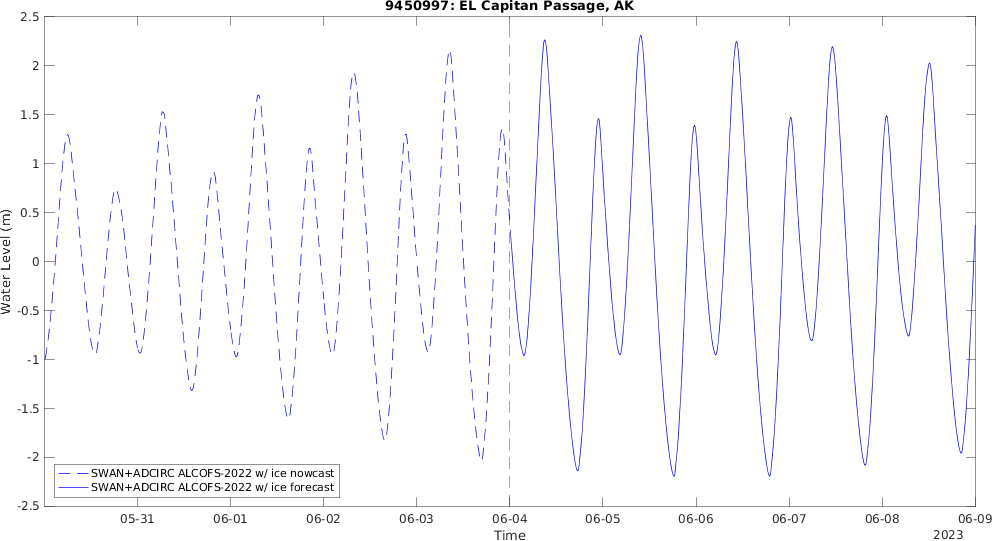 9450997: EL Capitan Passage, AK
2.5
2
1.5
1
0.5
0
-0.5
-1
-1.5
-2
-2.5
Water Level (m)
SWAN+ADCIRC ALCOFS-2022 w/ ice nowcast
SWAN+ADCIRC ALCOFS-2022 w/ ice forecast
05-31 06-01 06-02 06-03 06-04 06-05 06-06 06-07 06-08 06-09
Time
2023